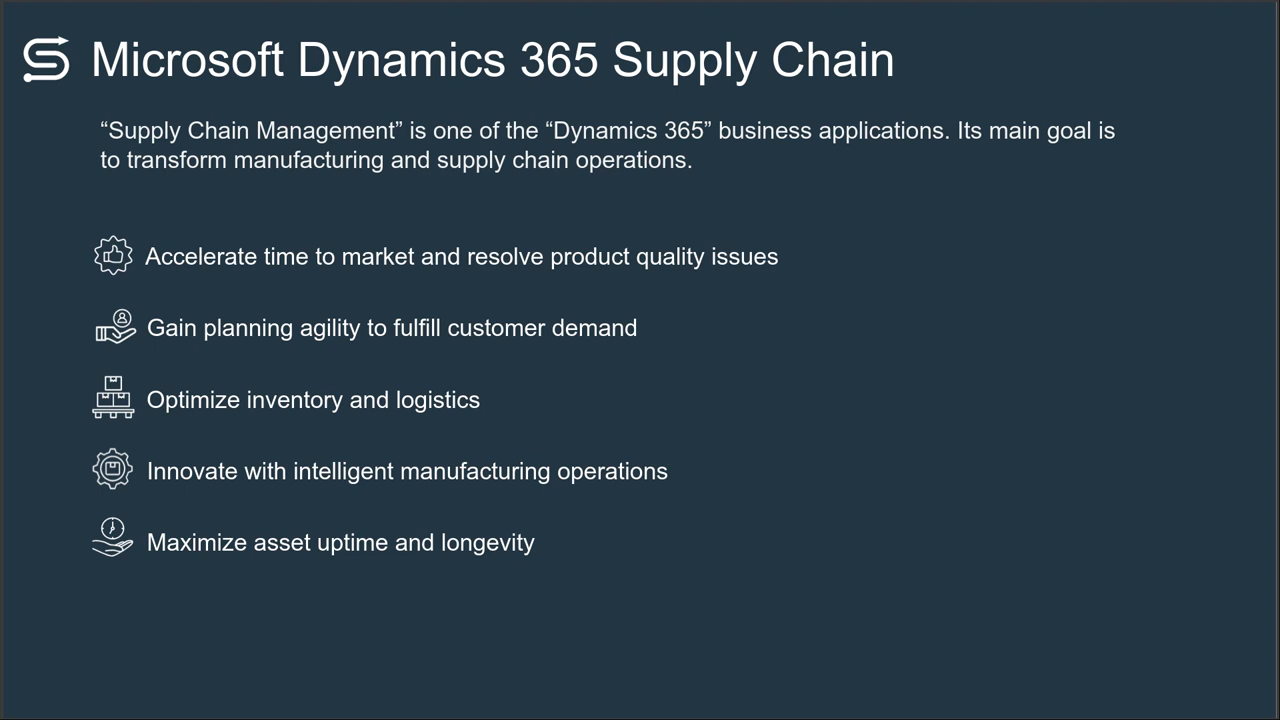 Microsoft Dynamics 365 Supply Chain
“Supply Chain Management” is one of the “Dynamics 365” business applications. Its main goal is
to transform manufacturing and supply chain operations.
Accelerate time to market and resolve product quality issues
Gain planning agility to fulfill customer demand
Optimize inventory and logistics
Innovate with intelligent manufacturing operations
Maximize asset uptime and longevity